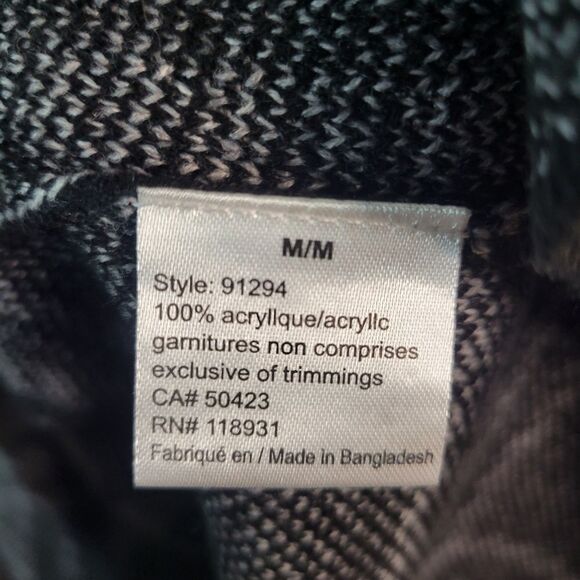 M/M
Style: 91294
100% acryllque/acryllc
garnitures non comprises
exclusive of trimmings
CA# 50423
RN# 118931
Fabriqué en / Made in Bangladesh